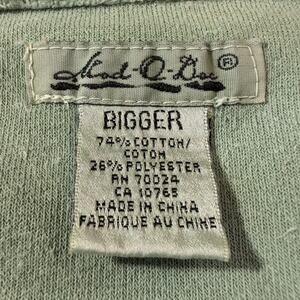 Mod-O-Doc ®
BIGGER
74% COTTON/
COTON
26% POLYESTER
RN 70024
CA 10765
MADE IN CHINA
FABRIQUE AU CHINE